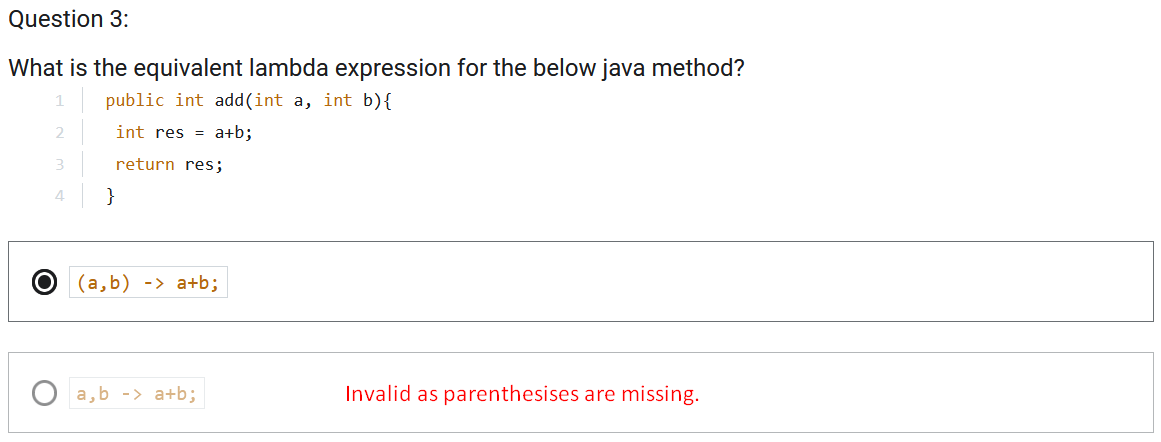 Question 3:
What is the equivalent lambda expression for the below java method?
1 public int add(int a, int b){
2 int res = a+b;
3 return res;
4 }
(a,b) -> a+b;
a,b -> a+b; Invalid as parenthesises are missing.